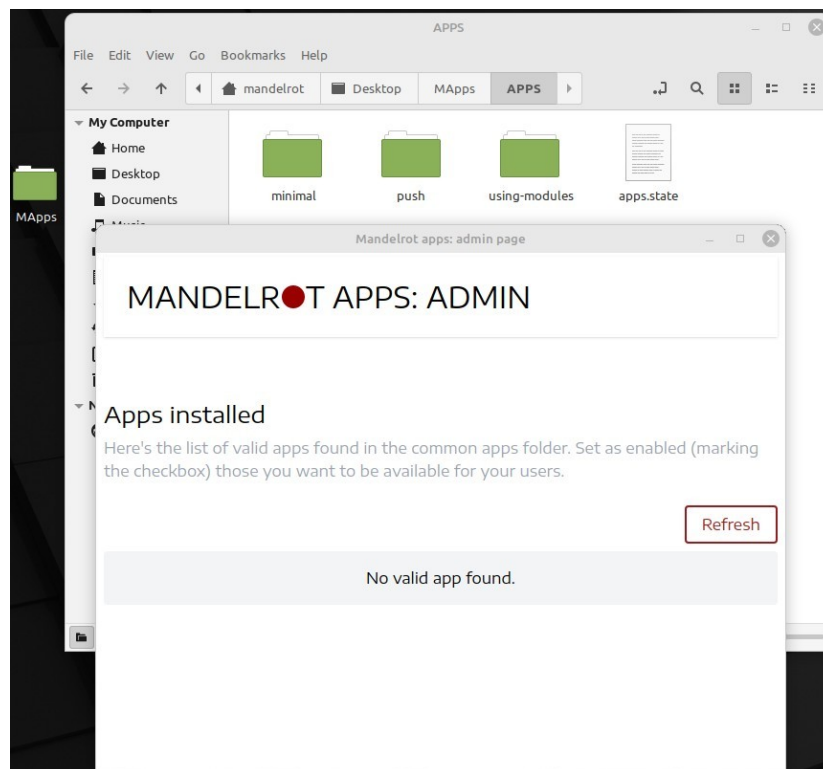 APPS
File Edit View Go Bookmarks Help
mandelrot Desktop MApps APPS
My Computer
Home
Desktop
Documents
minimal push using-modules apps.state
MApps
Mandelrot apps: admin page
MANDELROT APPS: ADMIN
Apps installed
Here's the list of valid apps found in the common apps folder. Set as enabled (marking
the checkbox) those you want to be available for your users.
Refresh
No valid app found.